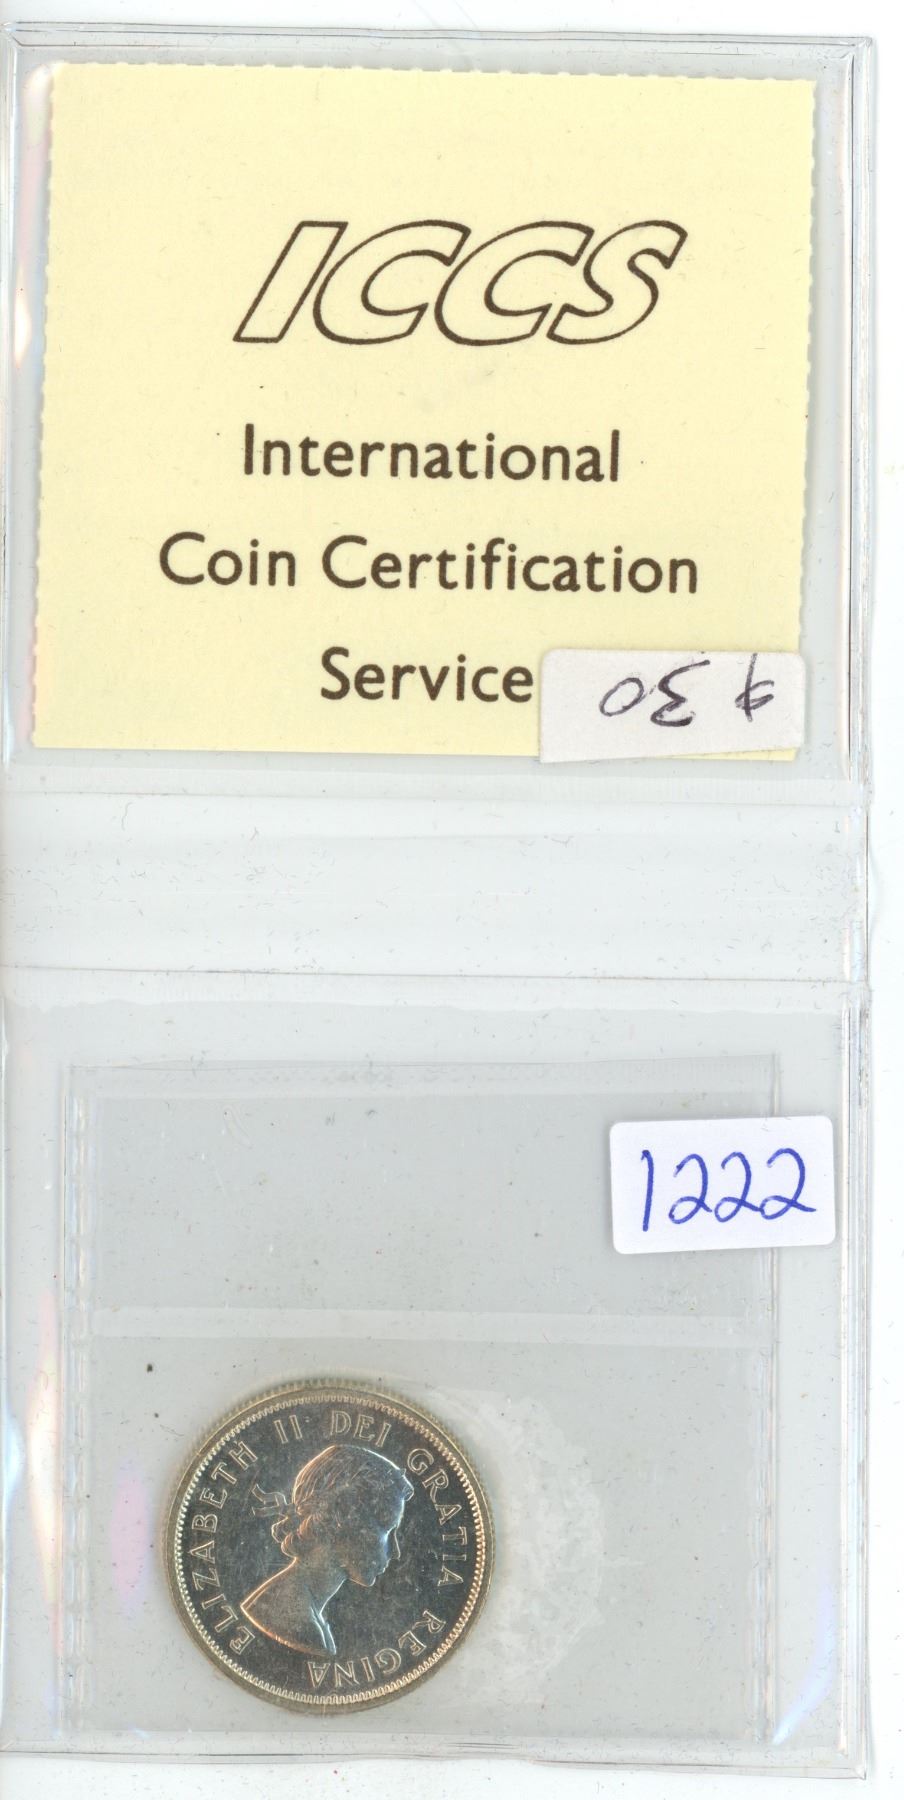 ICCS
International
Coin Certification
Service
$ 30
1222
ELIZABETH II DEI GRATIA REGINA